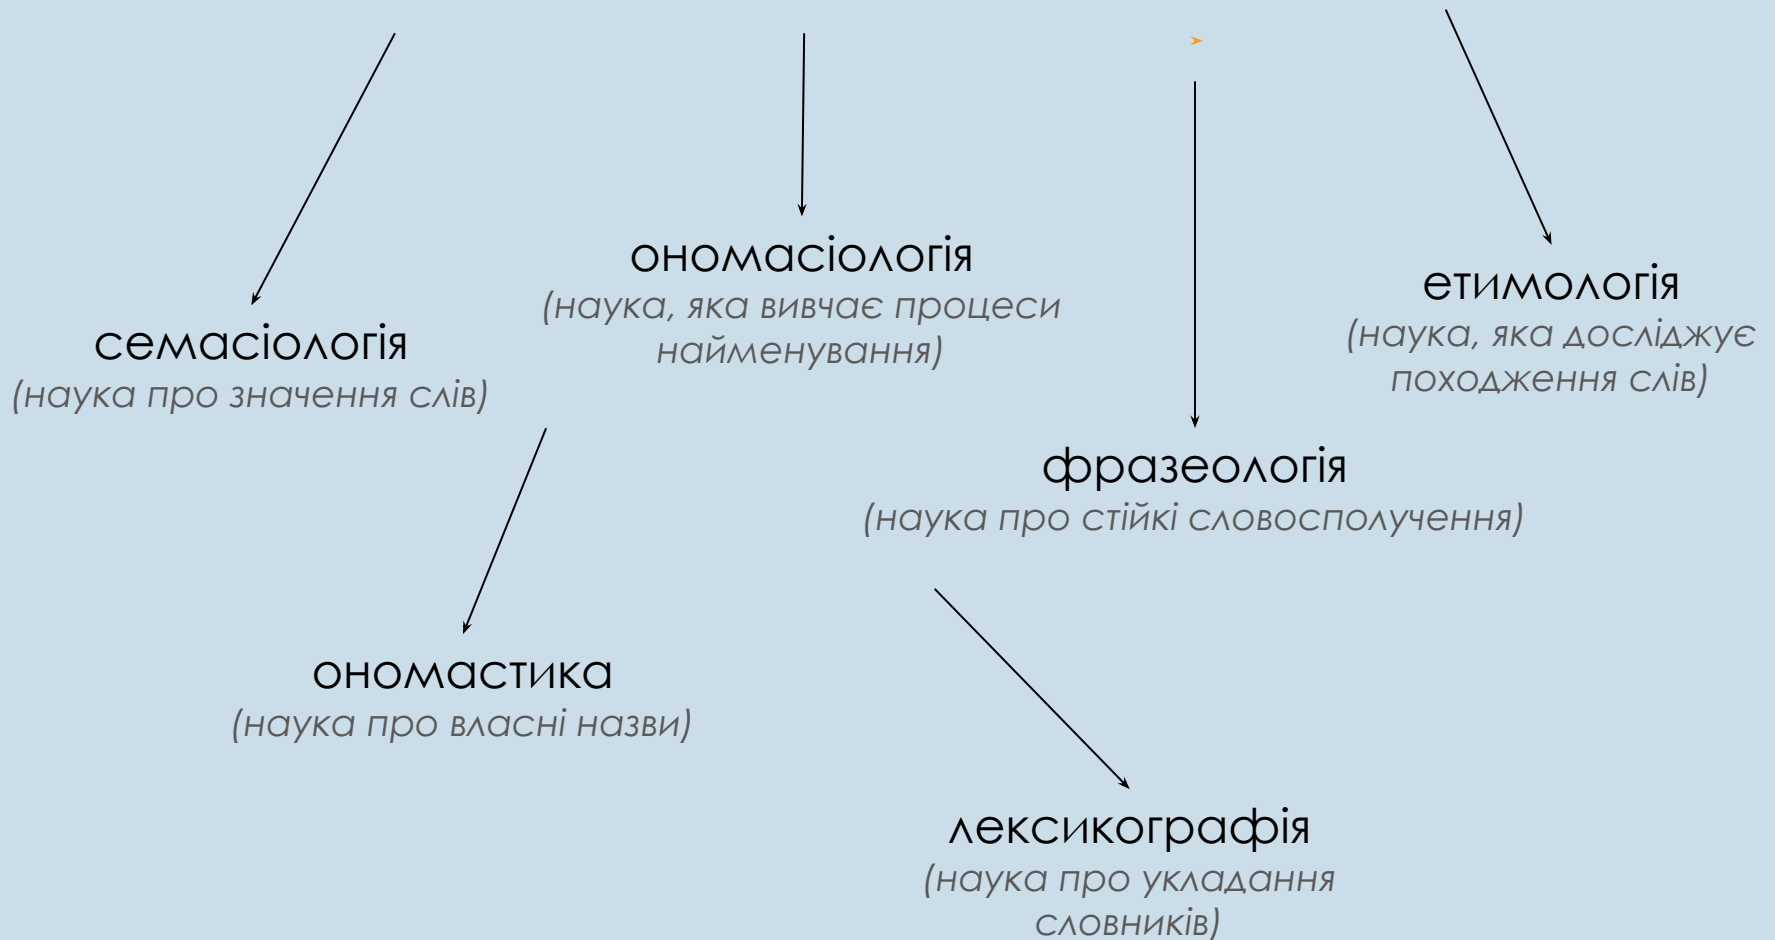 ономасіологія
(наука, яка вивчає процеси
найменування)
етимологія
(наука, яка досліджує
походження слів)
семасіологія
(наука про значення слів)
фразеологія
(наука про стійкі словосполучення)
ономастика
(наука про власні назви)
лексикографія
(наука про укладання
словників)